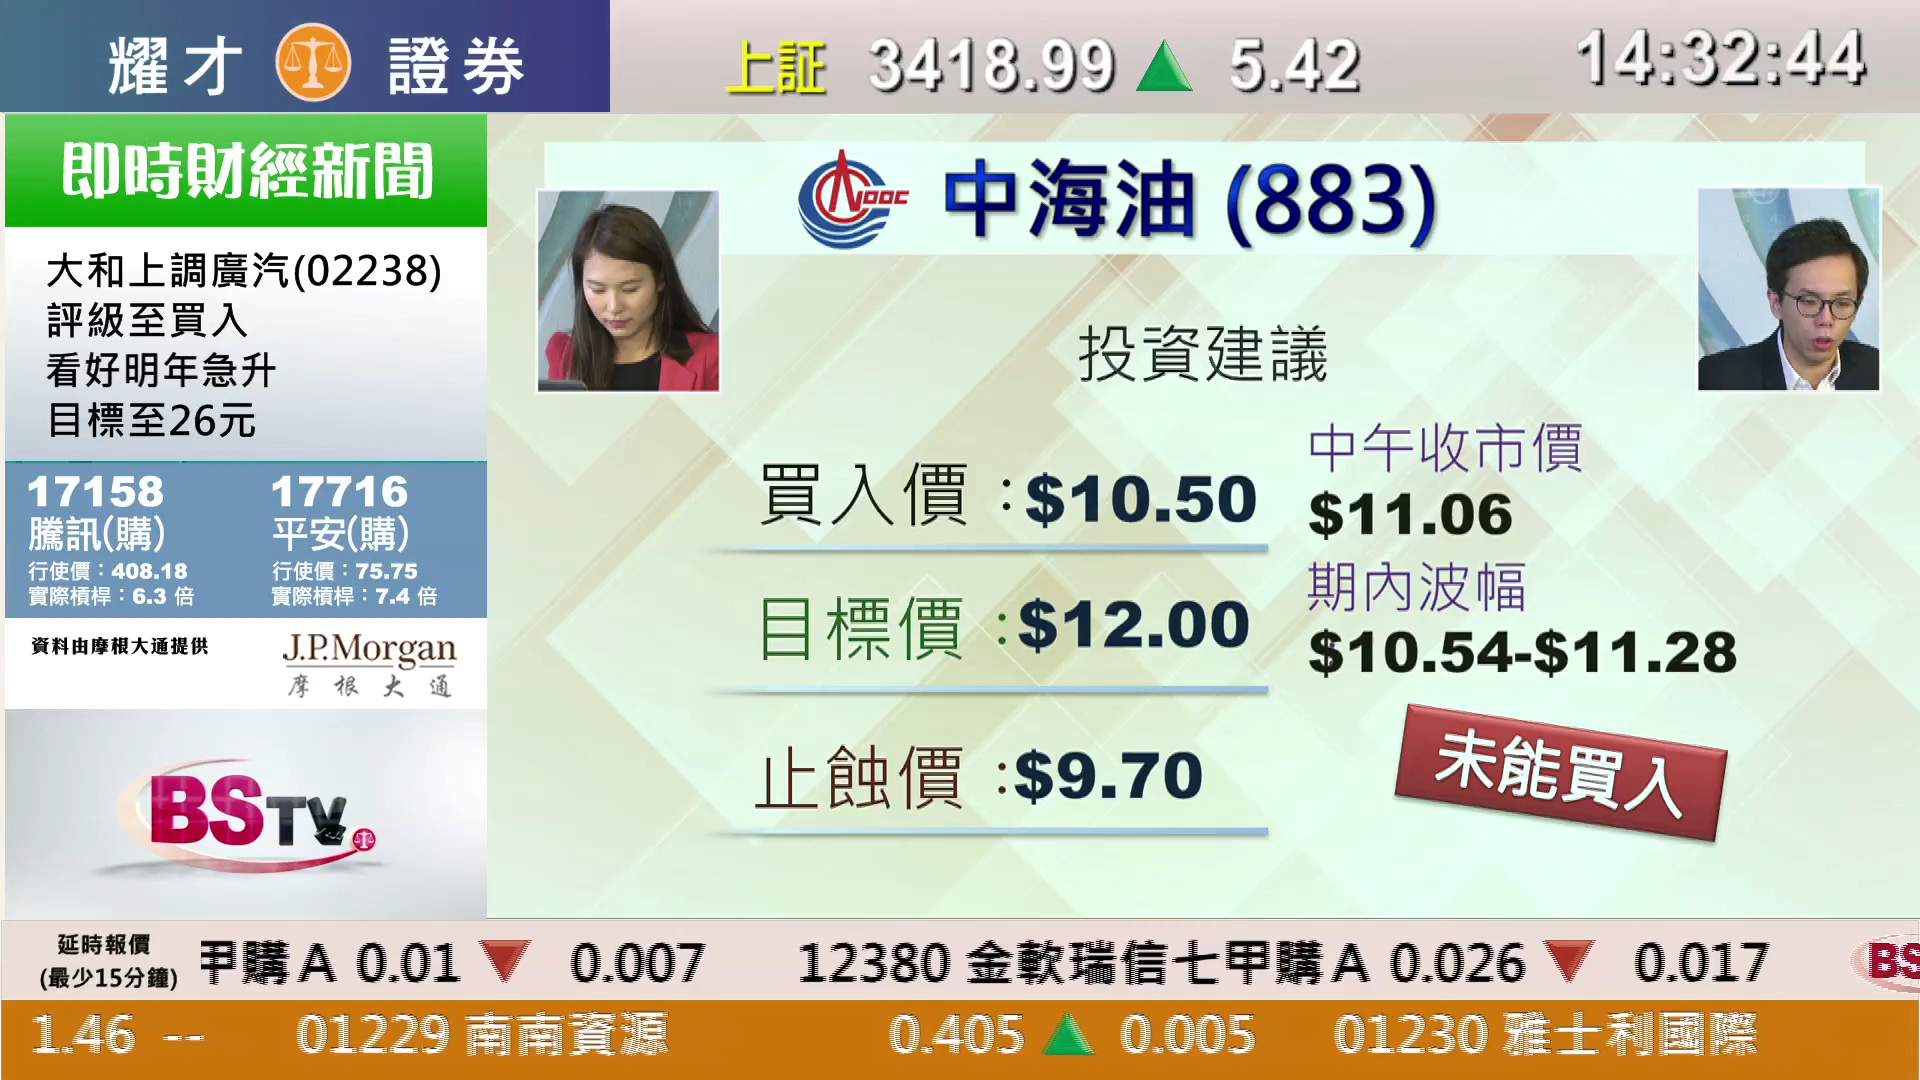 耀才 證券
上証 3418.99 5.42
14:32:44
即時財經新聞
大和上調廣汽(02238)
評級至買入
看好明年急升
目標至26元
17158
騰訊(購)
行使價：408.18
實際槓桿：6.3 倍
17716
平安(購)
行使價：75.75
實際槓桿：7.4 倍
資料由摩根大通提供
J.P.Morgan
摩根大通
BSTV
CNOOC
中海油 (883)
投資建議
買入價：$10.50
目標價：$12.00
止蝕價：$9.70
中午收市價
$11.06
期內波幅
$10.54-$11.28
未能買入
延時報價
(最少15分鐘)
甲購A 0.01 0.007 12380 金軟瑞信七甲購A 0.026 0.017 BS
1.46 -- 01229 南南資源 0.405 0.005 01230 雅士利國際